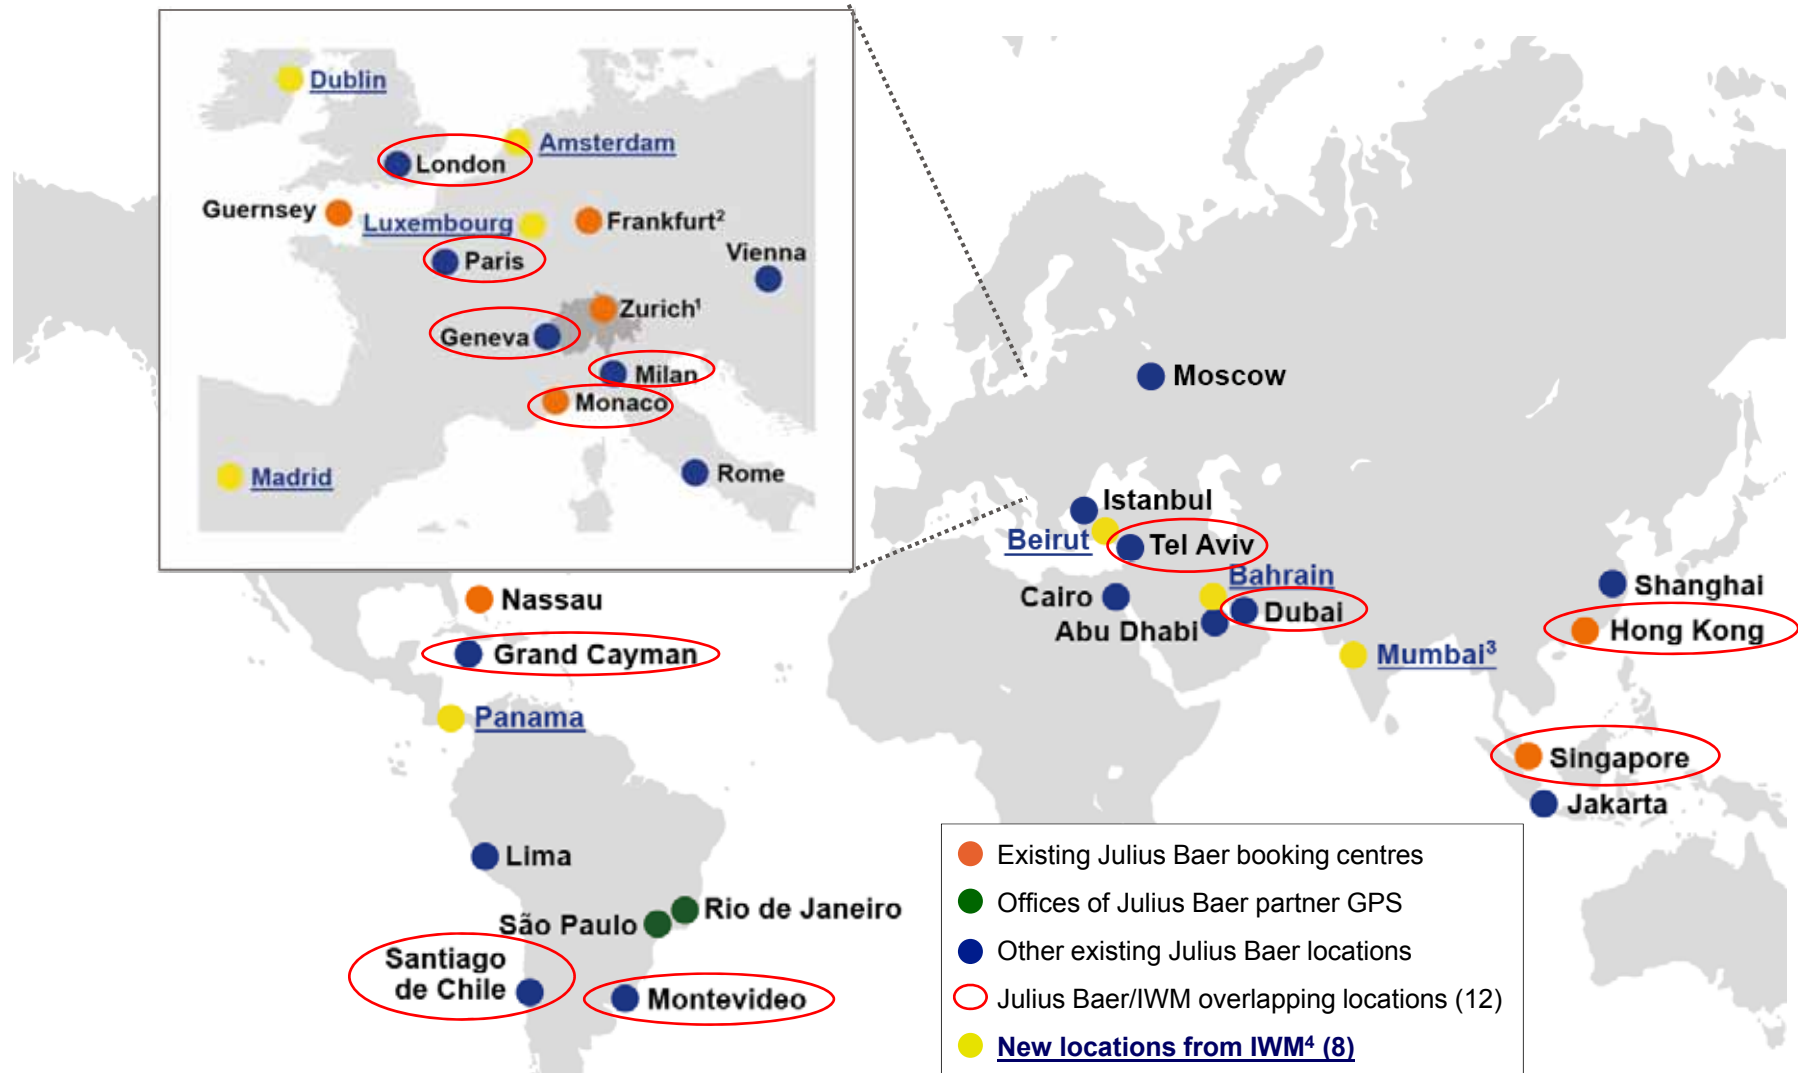 Dublin
Amsterdam
London
Guernsey
Luxembourg
Frankfurt²
Paris
Vienna
Zurich¹
Geneva
Milan
Monaco
Madrid
Rome
Moscow
Istanbul
Beirut
Tel Aviv
Bahrain
Cairo
Dubai
Abu Dhabi
Shanghai
Hong Kong
Mumbai³
Singapore
Jakarta
Nassau
Grand Cayman
Panama
Lima
Rio de Janeiro
São Paulo
Santiago
de Chile
Montevideo
Existing Julius Baer booking centres
Offices of Julius Baer partner GPS
Other existing Julius Baer locations
Julius Baer/IWM overlapping locations (12)
New locations from IWM⁴ (8)